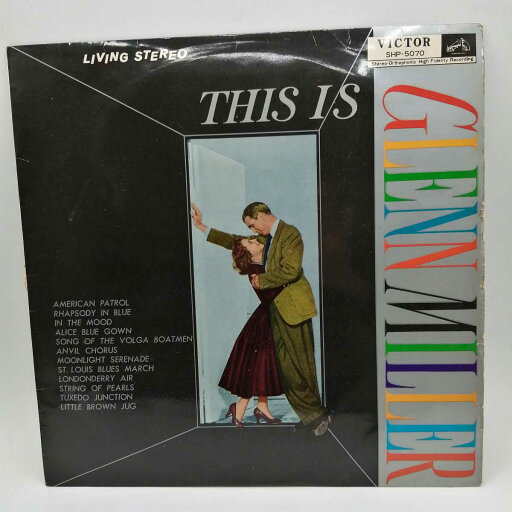 LIVING STEREO
VICTOR
SHP-5070
Stereo-Orthophonic High Fidelity Recording
THIS IS
GLENN MILLER
AMERICAN PATROL
RHAPSODY IN BLUE
IN THE MOOD
ALICE BLUE GOWN
SONG OF THE VOLGA BOATMEN
ANVIL CHORUS
MOONLIGHT SERENADE
ST. LOUIS BLUES MARCH
LONDONDERRY AIR
STRING OF PEARLS
TUXEDO JUNCTION
LITTLE BROWN JUG